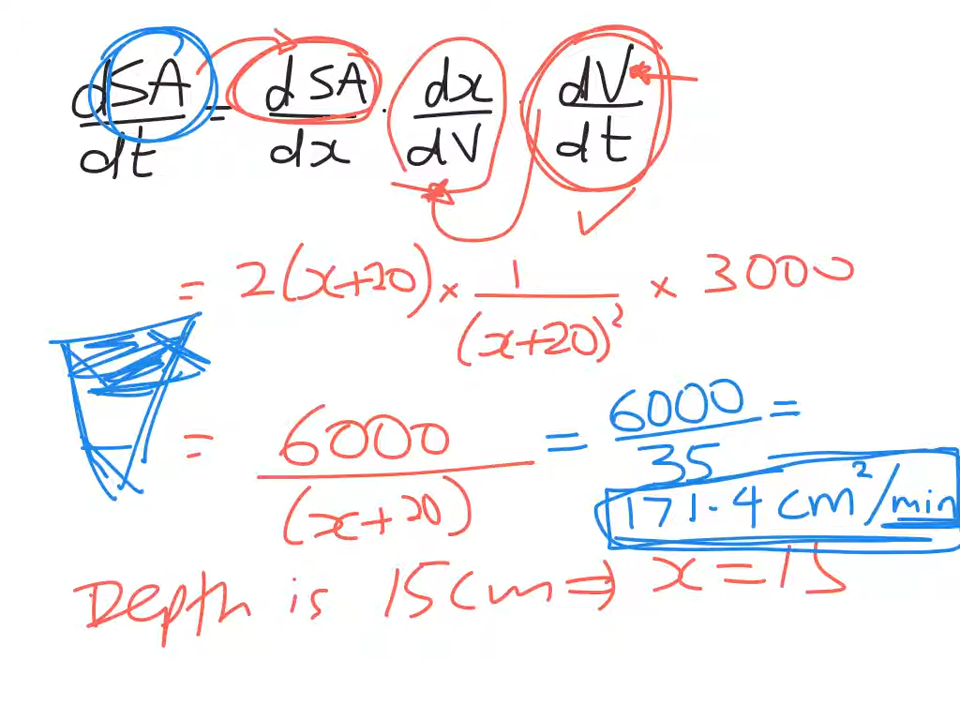 dSA/dt = dSA/dx · dx/dV · dV/dt
= 2(x+20) × 1/(x+20)² × 3000
= 6000/(x+20) = 6000/35 =
171.4 cm²/min
Depth is 15cm ⇒ x=15